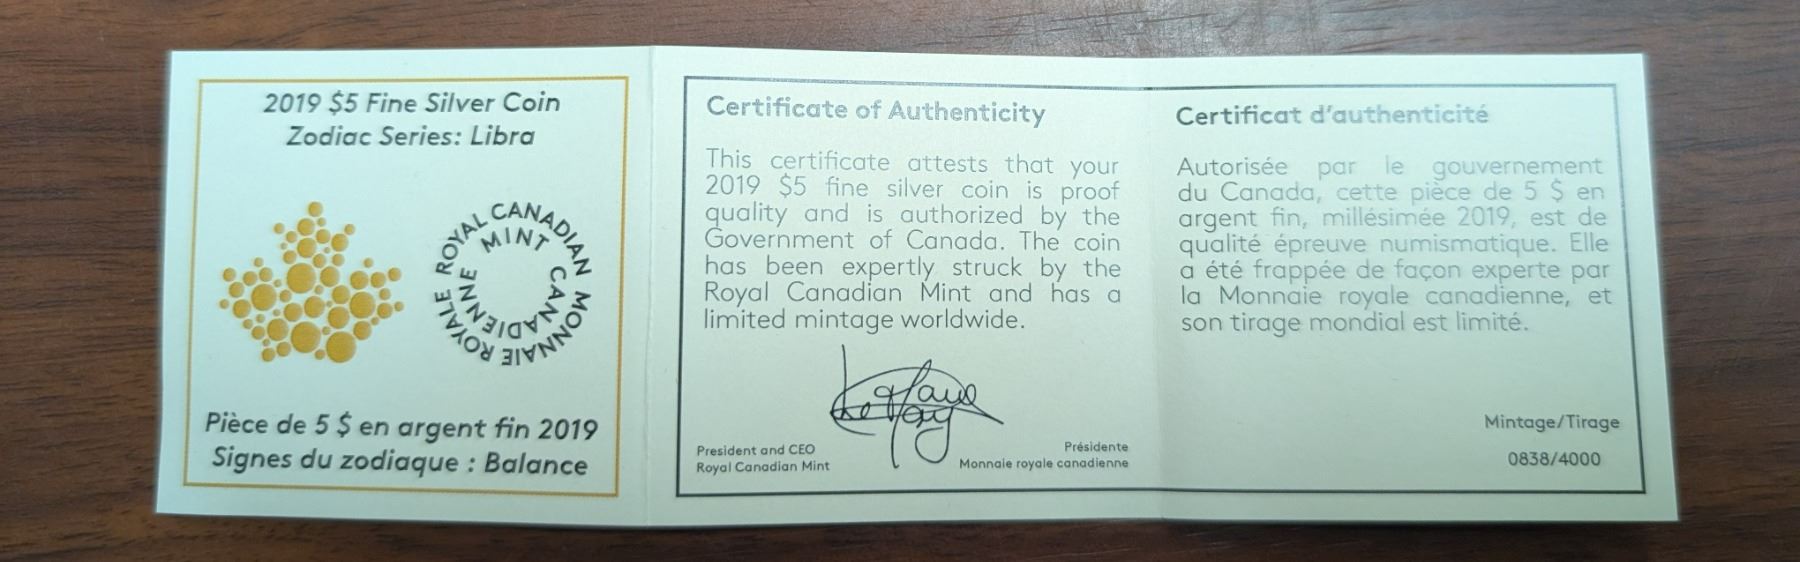 2019 $5 Fine Silver Coin
Zodiac Series: Libra
ROYAL CANADIAN MINT
MONNAIE ROYALE CANADIENNE
Pièce de 5 $ en argent fin 2019
Signes du zodiaque : Balance
Certificate of Authenticity
This certificate attests that your
2019 $5 fine silver coin is proof
quality and is authorized by the
Government of Canada. The coin
has been expertly struck by the
Royal Canadian Mint and has a
limited mintage worldwide.
President and CEO
Royal Canadian Mint
Présidente
Monnaie royale canadienne
Certificat d'authenticité
Autorisée par le gouvernement
du Canada, cette pièce de 5 $ en
argent fin, millésimée 2019, est de
qualité épreuve numismatique. Elle
a été frappée de façon experte par
la Monnaie royale canadienne, et
son tirage mondial est limité.
Mintage/Tirage
0838/4000